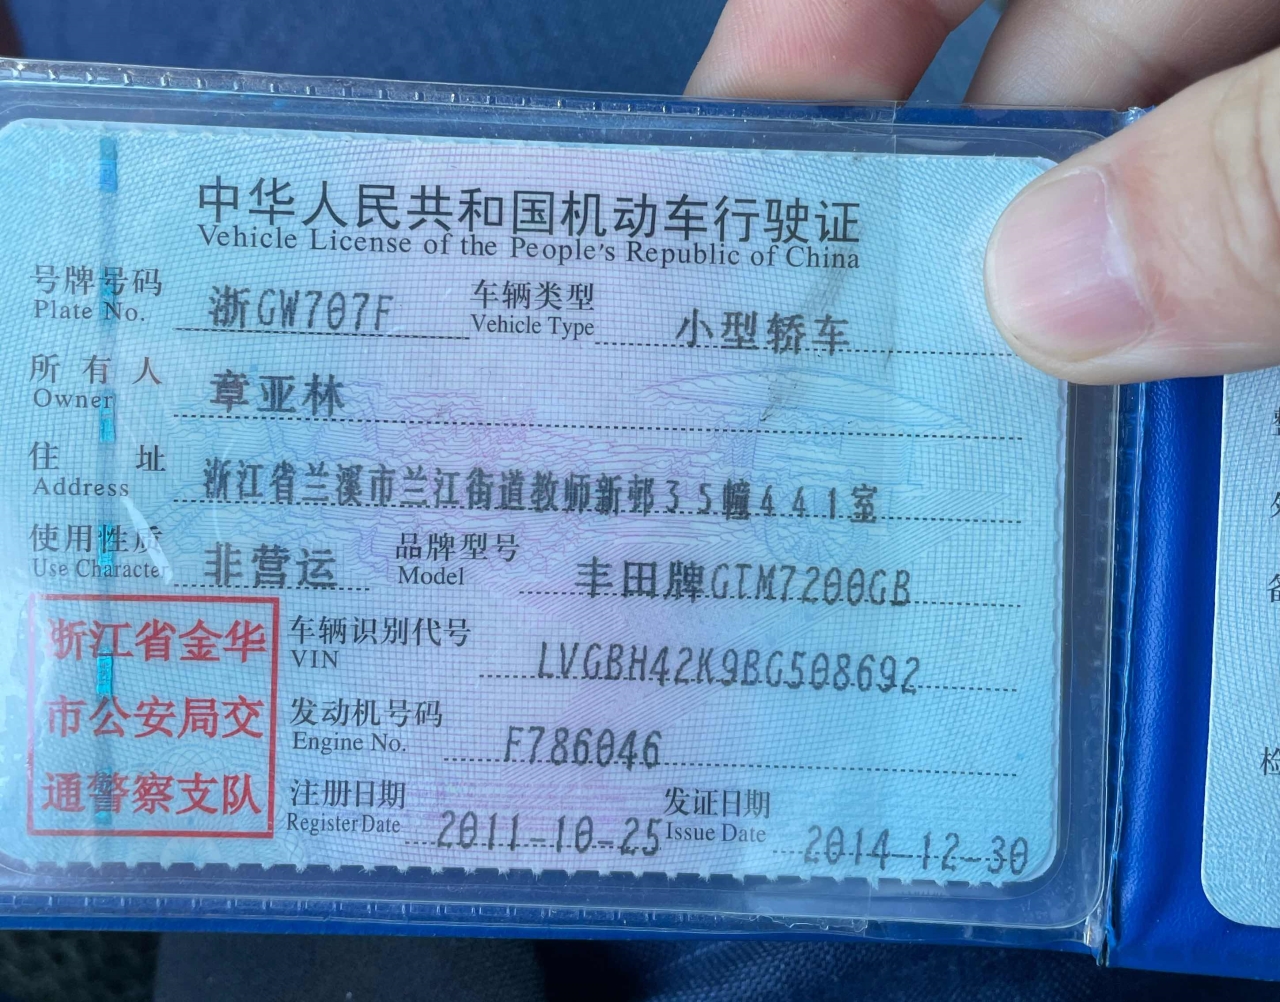 中华人民共和国机动车行驶证
Vehicle License of the People's Republic of China
号牌号码 浙GW707F 车辆类型 小型轿车
Plate No. Vehicle Type
所有人 章亚林
Owner
住址 浙江省兰溪市兰江街道教师新邨35幢441室
Address
使用性质 非营运 品牌型号 丰田牌GTM7200GB
Use Characte Model
浙江省金华
市公安局交
通警察支队
车辆识别代号 LVGBH42K9BG508692
VIN
发动机号码 F786046
Engine No.
注册日期 2011-10-25 发证日期 2014-12-30
Register Date Issue Date
检